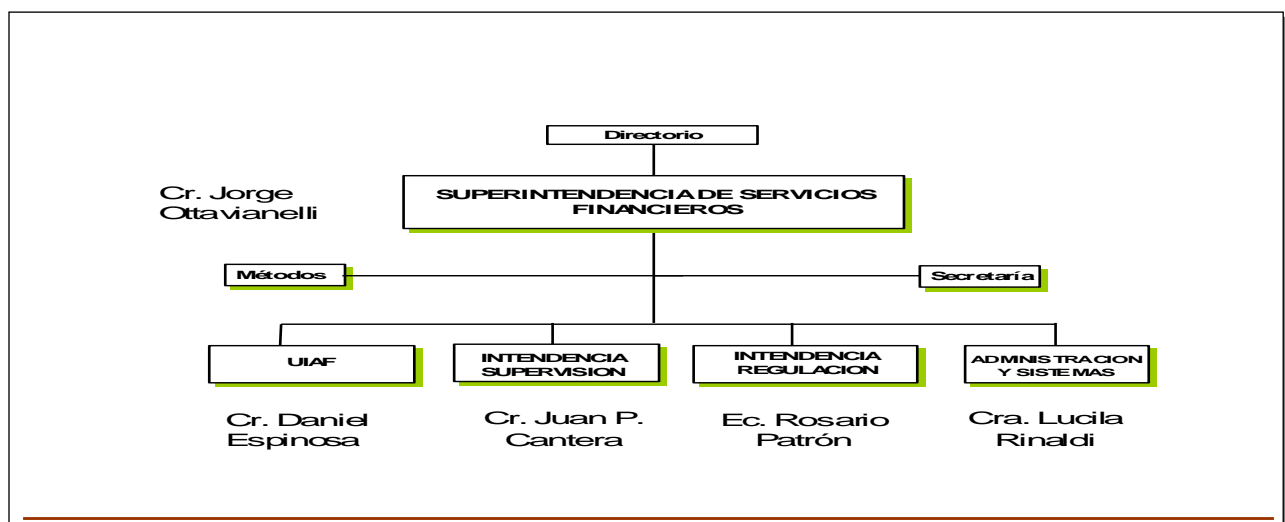 Directorio
Cr. Jorge
Ottavianelli
SUPERINTENDENCIA DE SERVICIOS
FINANCIEROS
Métodos
Secretaría
UIAF
INTENDENCIA
SUPERVISION
INTENDENCIA
REGULACION
ADMNISTRACION
Y SISTEMAS
Cr. Daniel
Espinosa
Cr. Juan P.
Cantera
Ec. Rosario
Patrón
Cra. Lucila
Rinaldi